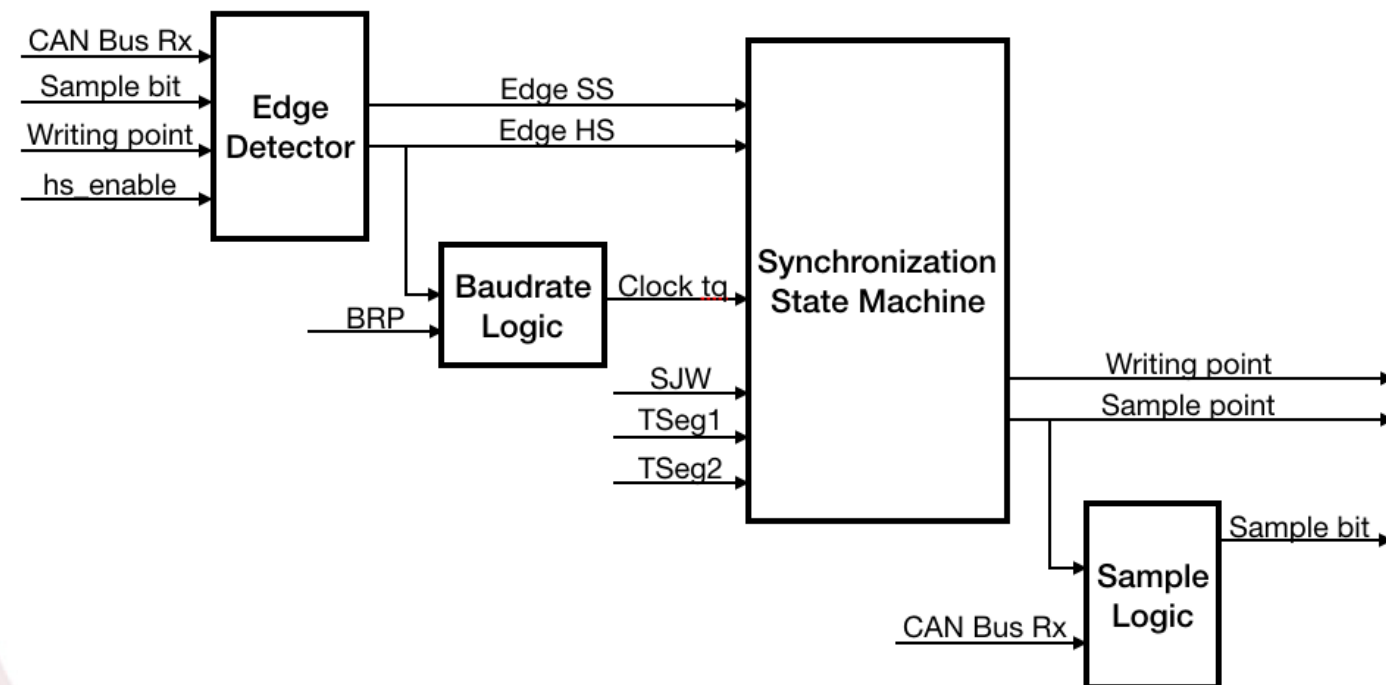 CAN Bus Rx
Sample bit
Writing point
hs_enable
Edge
Detector
Edge SS
Edge HS
BRP
Baudrate
Logic
Clock tq
SJW
TSeg1
TSeg2
Synchronization
State Machine
Writing point
Sample point
CAN Bus Rx
Sample
Logic
Sample bit